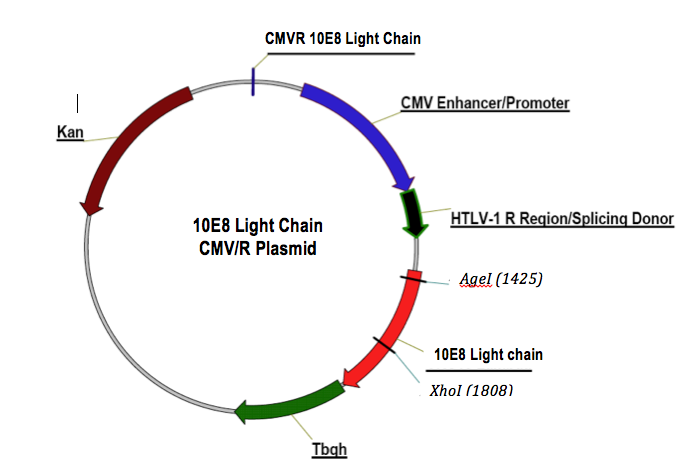 CMVR 10E8 Light Chain
CMV Enhancer/Promoter
Kan
HTLV-1 R Region/Splicing Donor
10E8 Light Chain
CMV/R Plasmid
AgeI (1425)
10E8 Light chain
XhoI (1808)
Tbgh